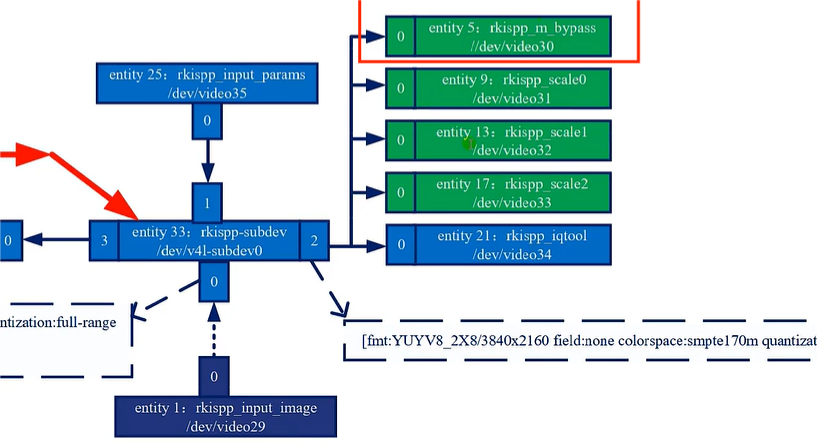 0
entity 5：rkispp_m_bypass
//dev/video30
entity 25：rkispp_input_params
/dev/video35
0
entity 9：rkispp_scale0
/dev/video31
0
0
entity 13：rkispp_scale1
/dev/video32
1
0
entity 17：rkispp_scale2
/dev/video33
0
3
entity 33：rkispp-subdev
/dev/v4l-subdev0
2
0
entity 21：rkispp_iqtool
/dev/video34
0
ntization:full-range
[fmt:YUYV8_2X8/3840x2160 field:none colorspace:smpte170m quantizat
0
entity 1：rkispp_input_image
/dev/video29